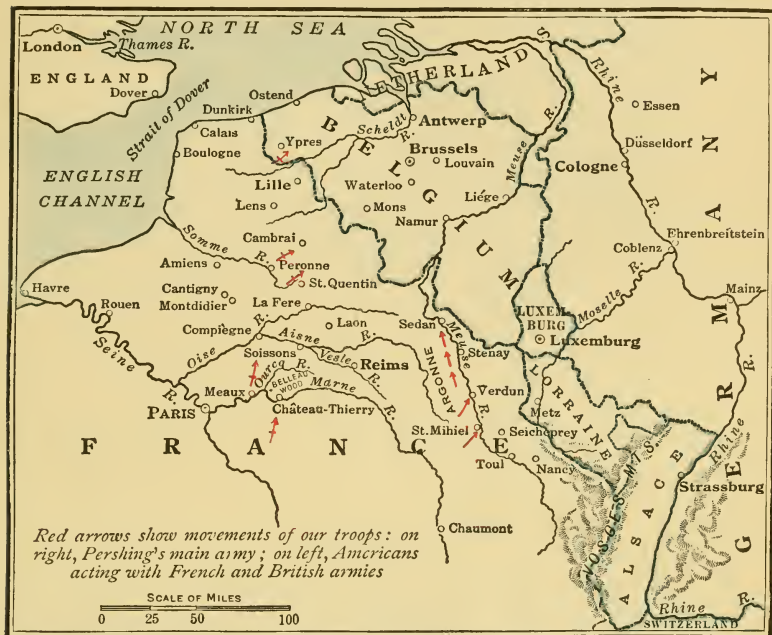 NORTH SEA
London
Thames R.
ENGLAND
Dover
Strait of Dover
ENGLISH
CHANNEL
NETHERLANDS
Ostend
Dunkirk
Calais
Boulogne
Ypres
Scheldt
R.
Antwerp
BELGIUM
Brussels
Louvain
Waterloo
Lille
Lens
Mons
Namur
Liége
Meuse
R.
Rhine
R.
Essen
Düsseldorf
Cologne
Ehrenbreitstein
Coblenz
Moselle R.
Mainz
GERMANY
Somme
R.
Cambrai
Peronne
St. Quentin
Amiens
Cantigny
Montdidier
Havre
Rouen
Seine
R.
La Fere
Laon
Compiègne
Oise
R.
Aisne
R.
Vesle
R.
Soissons
Reims
Ourcq
R.
BELLEAU
WOOD
Marne
R.
Meaux
PARIS
Château-Thierry
Sedan
Meuse
R.
Stenay
ARGONNE
Verdun
St. Mihiel
Seicheprey
Toul
Nancy
LUXEM
BURG
Luxemburg
LORRAINE
Metz
VOSGES MTS.
ALSACE
Strassburg
Rhine
R.
FRANCE
Chaumont
Rhine
R.
SWITZERLAND
Red arrows show movements of our troops: on
right, Pershing's main army; on left, Americans
acting with French and British armies
SCALE OF MILES
0 50 100